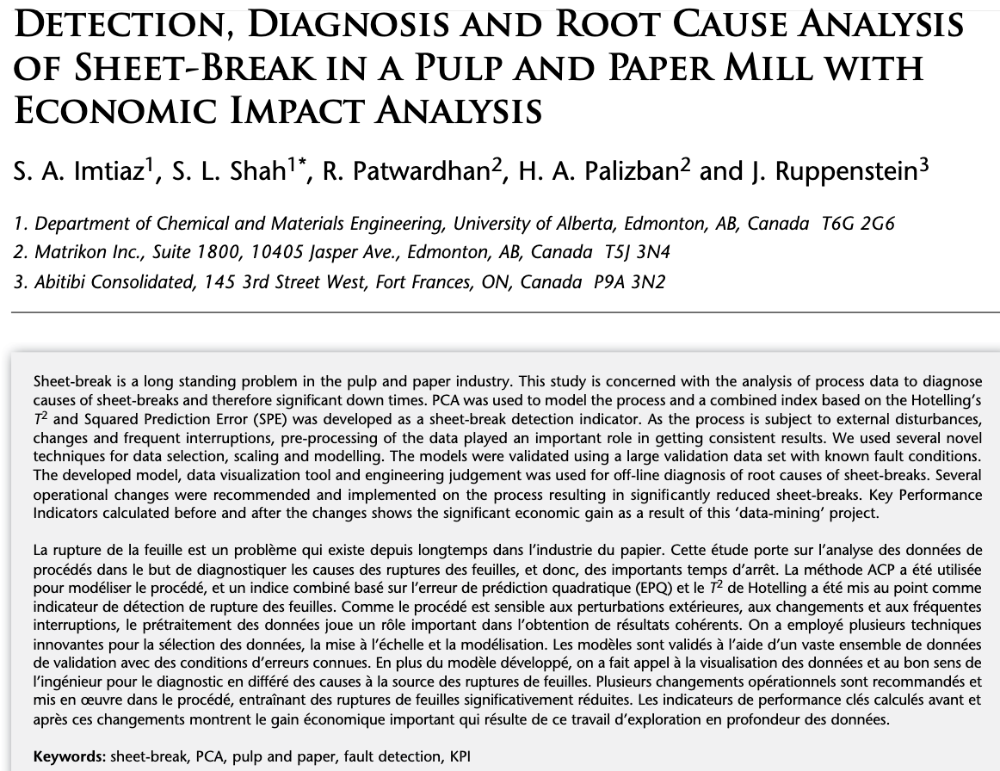 DETECTION, DIAGNOSIS AND ROOT CAUSE ANALYSIS
OF SHEET-BREAK IN A PULP AND PAPER MILL WITH
ECONOMIC IMPACT ANALYSIS
S. A. Imtiaz1, S. L. Shah1*, R. Patwardhan2, H. A. Palizban2 and J. Ruppenstein3
1. Department of Chemical and Materials Engineering, University of Alberta, Edmonton, AB, Canada T6G 2G6
2. Matrikon Inc., Suite 1800, 10405 Jasper Ave., Edmonton, AB, Canada T5J 3N4
3. Abitibi Consolidated, 145 3rd Street West, Fort Frances, ON, Canada P9A 3N2
Sheet-break is a long standing problem in the pulp and paper industry. This study is concerned with the analysis of process data to diagnose
causes of sheet-breaks and therefore significant down times. PCA was used to model the process and a combined index based on the Hotelling's
T2 and Squared Prediction Error (SPE) was developed as a sheet-break detection indicator. As the process is subject to external disturbances,
changes and frequent interruptions, pre-processing of the data played an important role in getting consistent results. We used several novel
techniques for data selection, scaling and modelling. The models were validated using a large validation data set with known fault conditions.
The developed model, data visualization tool and engineering judgement was used for off-line diagnosis of root causes of sheet-breaks. Several
operational changes were recommended and implemented on the process resulting in significantly reduced sheet-breaks. Key Performance
Indicators calculated before and after the changes shows the significant economic gain as a result of this 'data-mining' project.
La rupture de la feuille est un problème qui existe depuis longtemps dans l'industrie du papier. Cette étude porte sur l'analyse des données de
procédés dans le but de diagnostiquer les causes des ruptures des feuilles, et donc, des importants temps d'arrêt. La méthode ACP a été utilisée
pour modéliser le procédé, et un indice combiné basé sur l'erreur de prédiction quadratique (EPQ) et le T2 de Hotelling a été mis au point comme
indicateur de détection de rupture des feuilles. Comme le procédé est sensible aux perturbations extérieures, aux changements et aux fréquentes
interruptions, le prétraitement des données joue un rôle important dans l'obtention de résultats cohérents. On a employé plusieurs techniques
innovantes pour la sélection des données, la mise à l'échelle et la modélisation. Les modèles sont validés à l'aide d'un vaste ensemble de données
de validation avec des conditions d'erreurs connues. En plus du modèle développé, on a fait appel à la visualisation des données et au bon sens de
l'ingénieur pour le diagnostic en différé des causes à la source des ruptures de feuilles. Plusieurs changements opérationnels sont recommandés et
mis en œuvre dans le procédé, entraînant des ruptures de feuilles significativement réduites. Les indicateurs de performance clés calculés avant et
après ces changements montrent le gain économique important qui résulte de ce travail d'exploration en profondeur des données.
Keywords: sheet-break, PCA, pulp and paper, fault detection, KPI